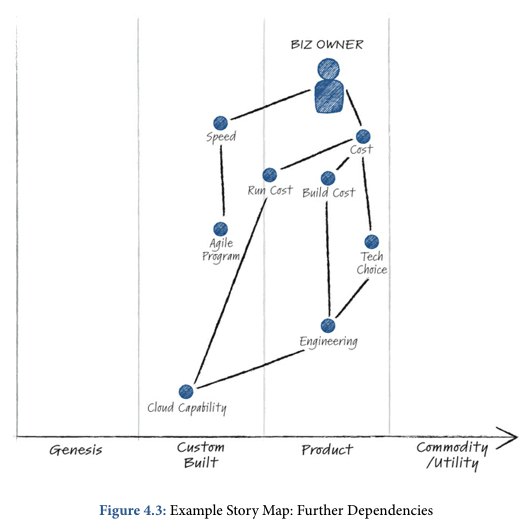 BIZ OWNER
Speed
Cost
Run Cost
Build Cost
Agile
Program
Tech
Choice
Engineering
Cloud Capability
Genesis
Custom
Built
Product
Commodity
/Utility
Figure 4.3: Example Story Map: Further Dependencies